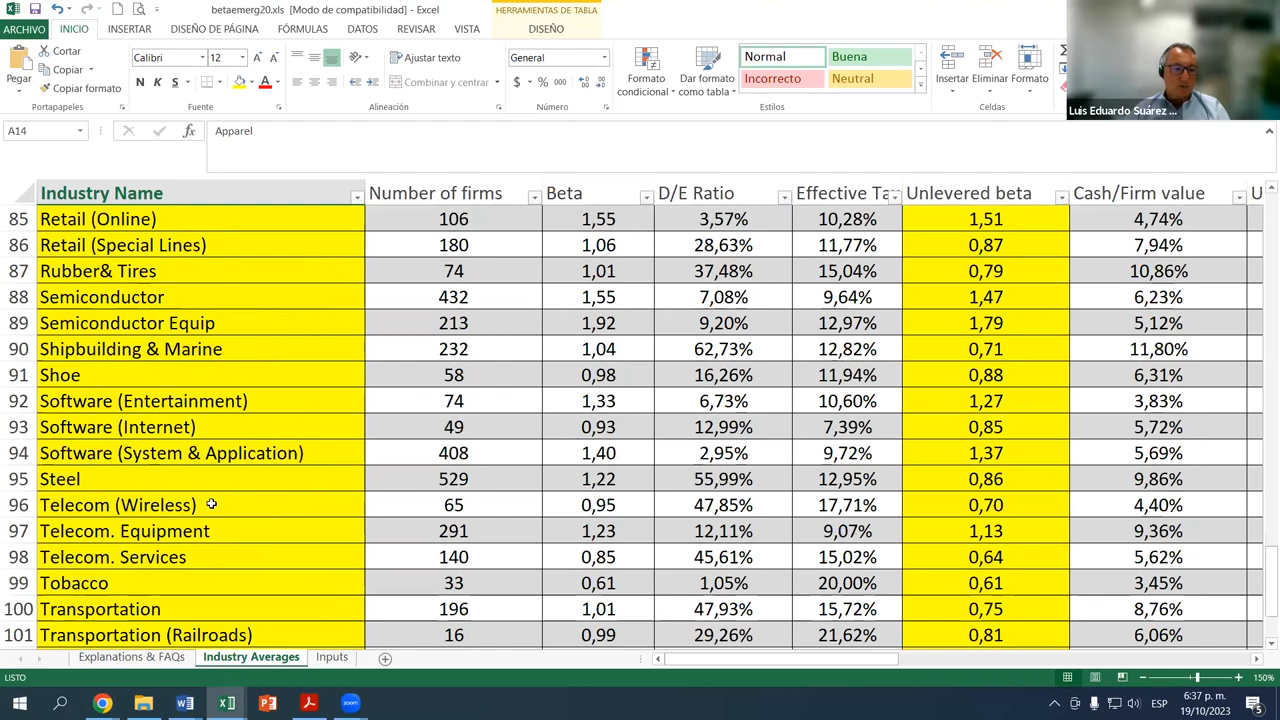 betaemerg20.xls [Modo de compatibilidad] - Excel
HERRAMIENTAS DE TABLA
ARCHIVO INICIO INSERTAR DISEÑO DE PÁGINA FÓRMULAS DATOS REVISAR VISTA DISEÑO
Pegar
Cortar
Copiar
Copiar formato
Portapapeles
Calibri 12
N K S
Fuente
Ajustar texto
Combinar y centrar
Alineación
General
$ % 000
Número
Formato condicional
Dar formato como tabla
Normal Buena
Incorrecto Neutral
Estilos
Insertar Eliminar Formato
Celdas
Luis Eduardo Suárez ...
A14 fx Apparel
Industry Name Number of firms Beta D/E Ratio Effective Ta Unlevered beta Cash/Firm value U
85 Retail (Online) 106 1,55 3,57% 10,28% 1,51 4,74%
86 Retail (Special Lines) 180 1,06 28,63% 11,77% 0,87 7,94%
87 Rubber& Tires 74 1,01 37,48% 15,04% 0,79 10,86%
88 Semiconductor 432 1,55 7,08% 9,64% 1,47 6,23%
89 Semiconductor Equip 213 1,92 9,20% 12,97% 1,79 5,12%
90 Shipbuilding & Marine 232 1,04 62,73% 12,82% 0,71 11,80%
91 Shoe 58 0,98 16,26% 11,94% 0,88 6,31%
92 Software (Entertainment) 74 1,33 6,73% 10,60% 1,27 3,83%
93 Software (Internet) 49 0,93 12,99% 7,39% 0,85 5,72%
94 Software (System & Application) 408 1,40 2,95% 9,72% 1,37 5,69%
95 Steel 529 1,22 55,99% 12,95% 0,86 9,86%
96 Telecom (Wireless) 65 0,95 47,85% 17,71% 0,70 4,40%
97 Telecom. Equipment 291 1,23 12,11% 9,07% 1,13 9,36%
98 Telecom. Services 140 0,85 45,61% 15,02% 0,64 5,62%
99 Tobacco 33 0,61 1,05% 20,00% 0,61 3,45%
100 Transportation 196 1,01 47,93% 15,72% 0,75 8,76%
101 Transportation (Railroads) 16 0,99 29,26% 21,62% 0,81 6,06%
Explanations & FAQs Industry Averages Inputs
LISTO 150%
ESP
6:37 p. m.
19/10/2023
5